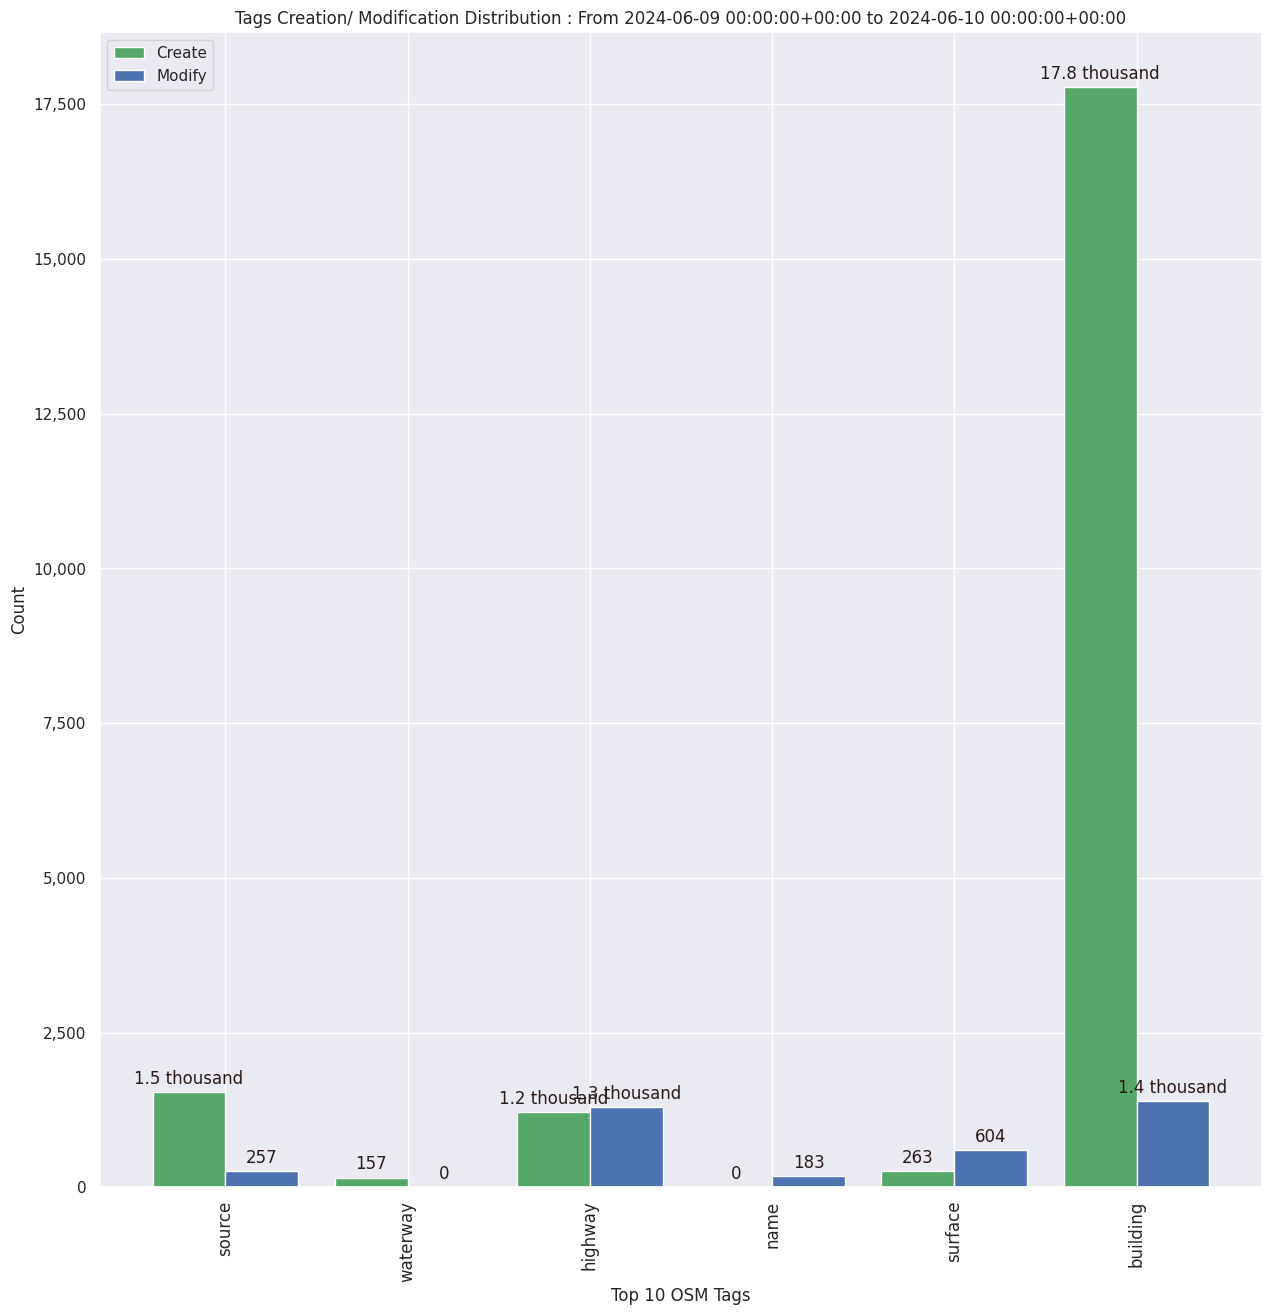 Tags Creation/ Modification Distribution : From 2024-06-09 00:00:00+00:00 to 2024-06-10 00:00:00+00:00
Create
Modify
17.8 thousand
17,500
15,000
12,500
10,000
7,500
5,000
2,500
0
Count
1.5 thousand
257
157
0
1.2 thousand
1.3 thousand
0
183
263
604
1.4 thousand
source
waterway
highway
name
surface
building
Top 10 OSM Tags